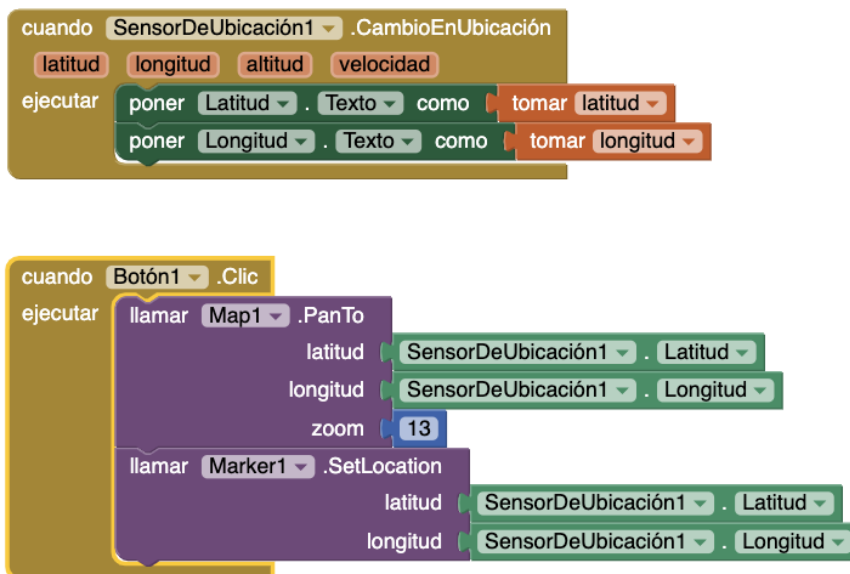 cuando SensorDeUbicación1 .CambioEnUbicación
latitud longitud altitud velocidad
ejecutar poner Latitud . Texto como tomar latitud
poner Longitud . Texto como tomar longitud
cuando Botón1 .Clic
ejecutar llamar Map1 .PanTo
latitud SensorDeUbicación1 . Latitud
longitud SensorDeUbicación1 . Longitud
zoom 13
llamar Marker1 .SetLocation
latitud SensorDeUbicación1 . Latitud
longitud SensorDeUbicación1 . Longitud